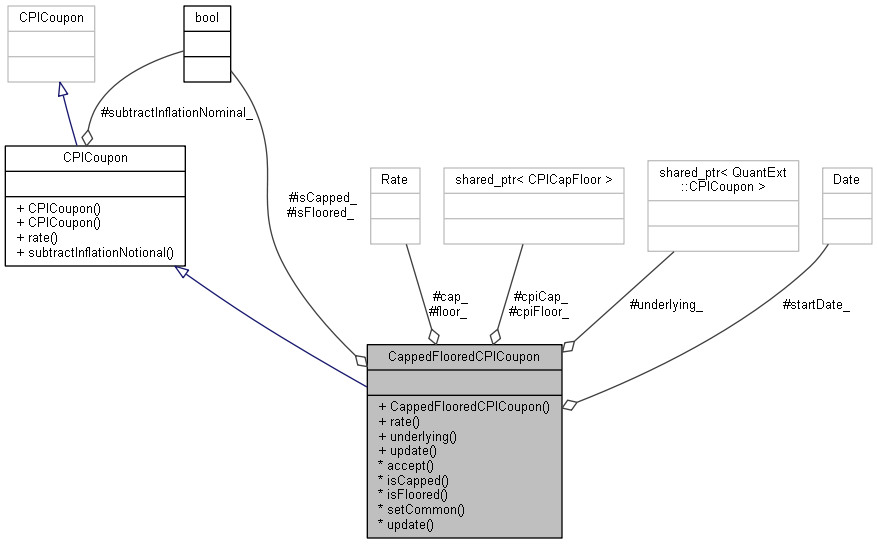 CPICoupon
bool
#subtractInflationNominal_
CPICoupon
+ CPICoupon()
+ CPICoupon()
+ rate()
+ subtractInflationNotional()
#isCapped_
#isFloored_
Rate
shared_ptr< CPICapFloor >
shared_ptr< QuantExt
::CPICoupon >
Date
#cap_
#floor_
#cpiCap_
#cpiFloor_
#underlying_
#startDate_
CappedFlooredCPICoupon
+ CappedFlooredCPICoupon()
+ rate()
+ underlying()
+ update()
* accept()
* isCapped()
* isFloored()
* setCommon()
* update()